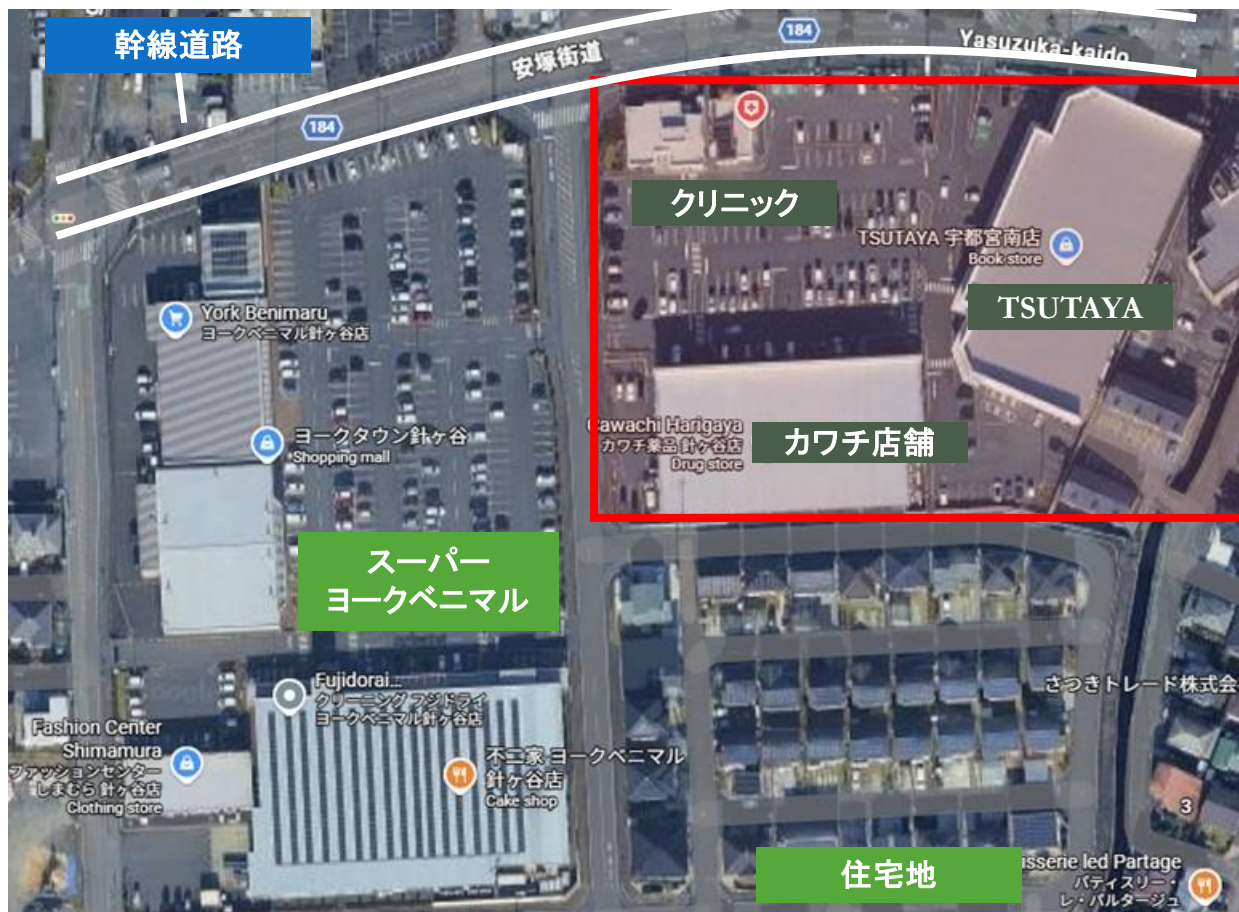 幹線道路
安塚街道
184
Yasuzuka-kaido
184
クリニック
TSUTAYA 宇都宮南店
Book store
TSUTAYA
York Benimaru
ヨークベニマル針ヶ谷店
ヨークタウン針ヶ谷
Shopping mall
Cawachi Harigaya
カワチ薬品 針ヶ谷店
Drug store
カワチ店舗
スーパー
ヨークベニマル
Fujidorai...
クリーニング フジドライ
ヨークベニマル針ヶ谷店
さつきトレード株式会
Fashion Center
Shimamura
ファッションセンター
しまむら 針ヶ谷店
Clothing store
不二家 ヨークベニマル
針ヶ谷店
Cake shop
3
住宅地
isserie led Partage
パティスリー・
レ・パルタージュ